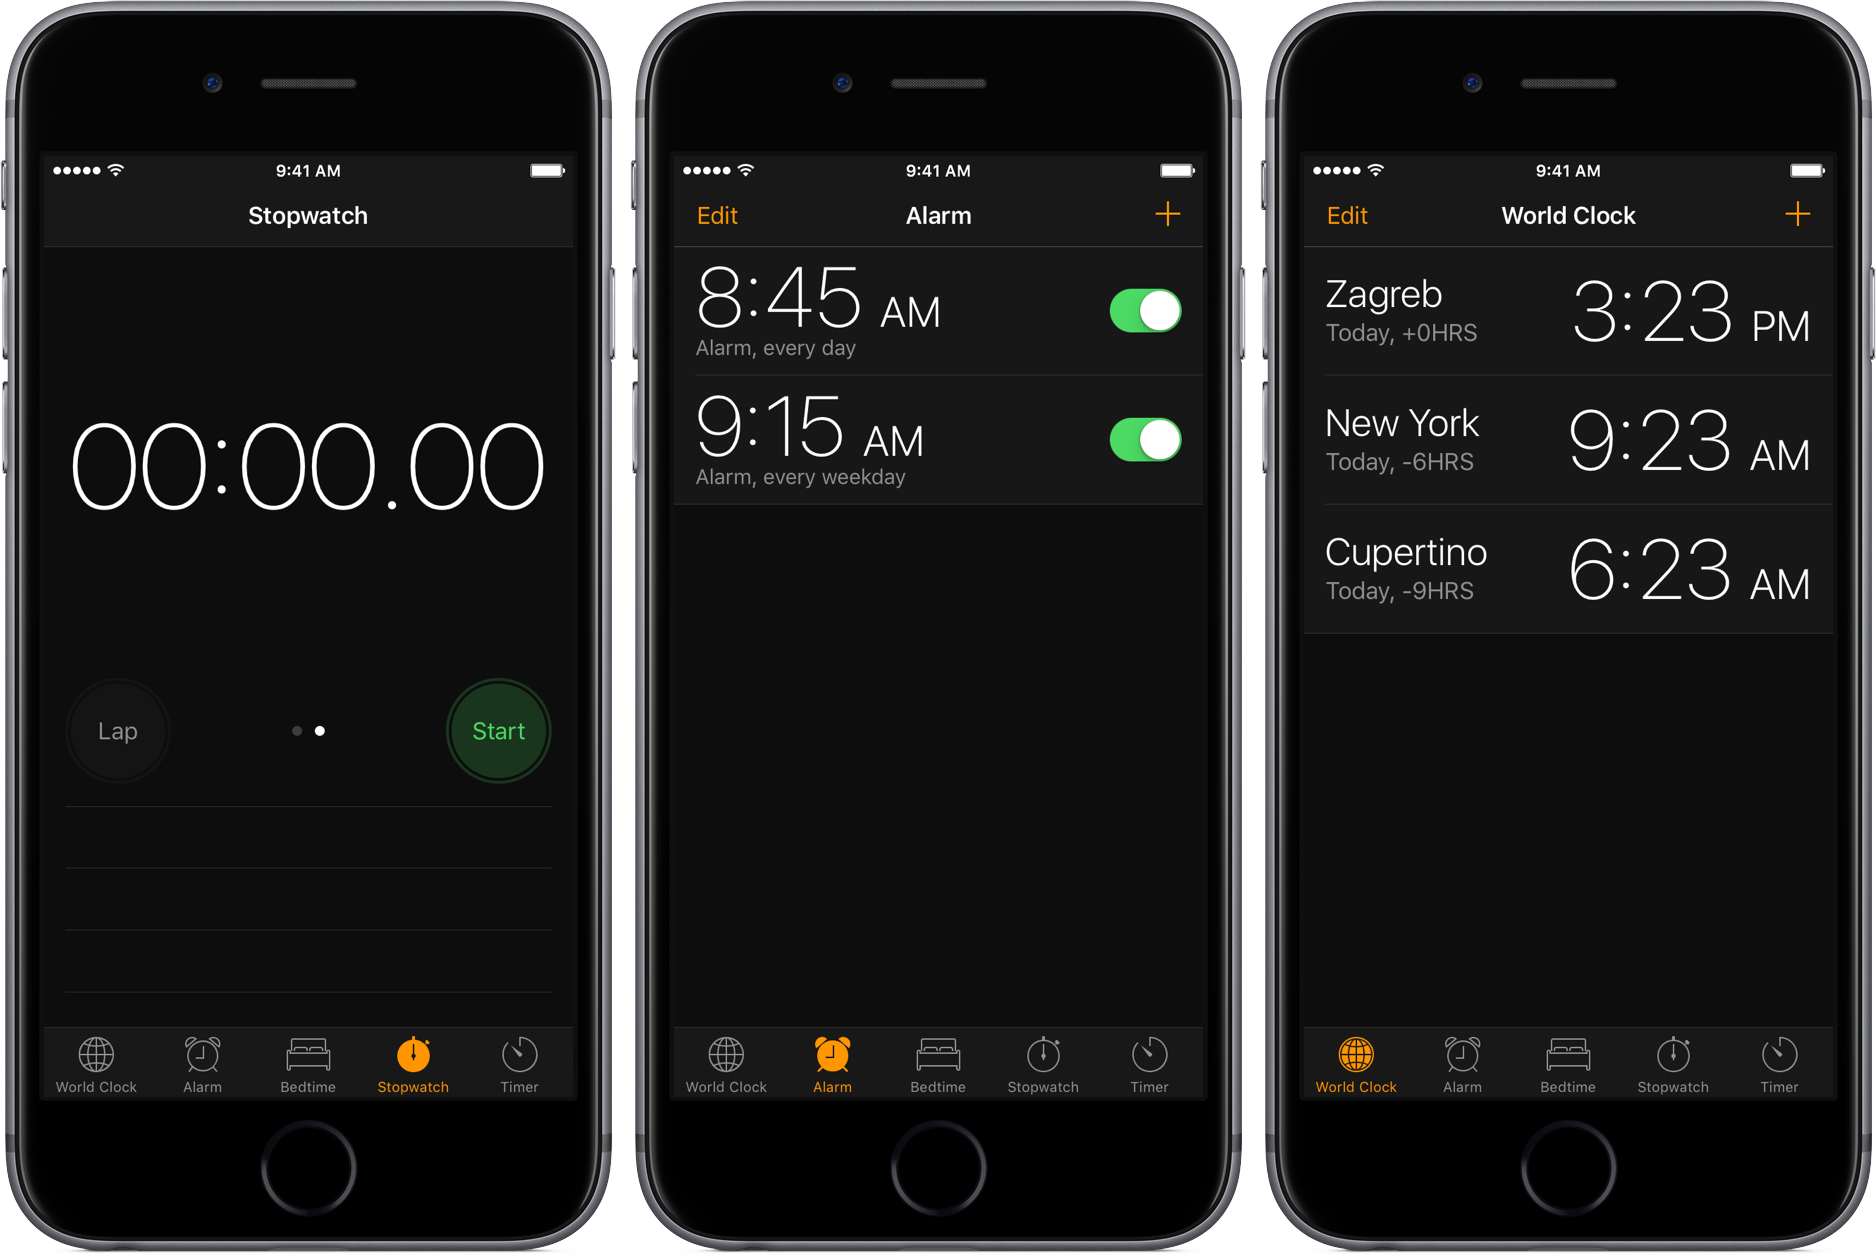 9:41 AM
Stopwatch
00:00.00
Lap
Start
World Clock
Alarm
Bedtime
Stopwatch
Timer
9:41 AM
Edit
Alarm
+
8:45 AM
Alarm, every day
9:15 AM
Alarm, every weekday
World Clock
Alarm
Bedtime
Stopwatch
Timer
9:41 AM
Edit
World Clock
+
Zagreb
3:23 PM
Today, +0HRS
New York
9:23 AM
Today, -6HRS
Cupertino
6:23 AM
Today, -9HRS
World Clock
Alarm
Bedtime
Stopwatch
Timer